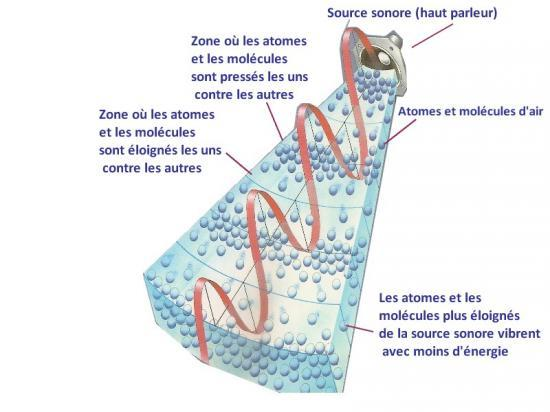 Source sonore (haut parleur)
Zone où les atomes
et les molécules
sont pressés les uns
contre les autres
Zone où les atomes
et les molécules
sont éloignés les uns
contre les autres
Atomes et molécules d'air
Les atomes et les
molécules plus éloignés
de la source sonore vibrent
avec moins d'énergie